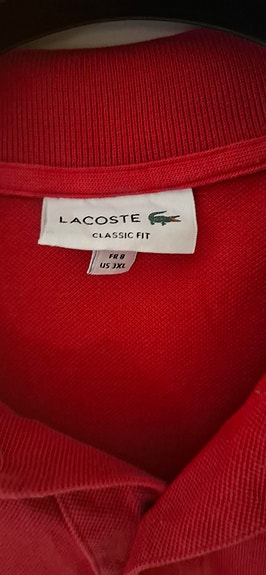 LACOSTE
CLASSIC FIT
FR 8
US 3XL